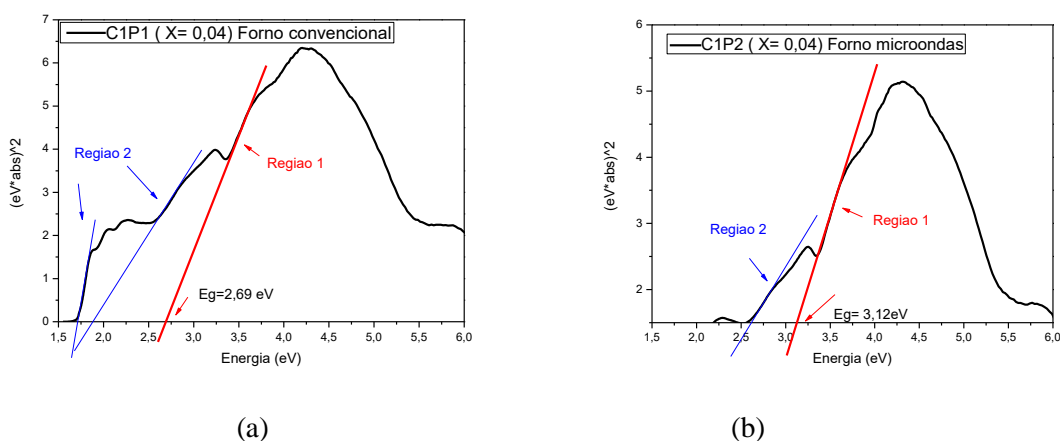 C1P1 ( X= 0,04) Forno convencional
7
6
5
4
3
2
1
0
(eV*abs)^2
Regiao 2
Regiao 1
Eg=2,69 eV
1,5 2,0 2,5 3,0 3,5 4,0 4,5 5,0 5,5 6,0
Energia (eV)
(a)
C1P2 ( X= 0,04) Forno microondas
6
5
4
3
2
(eV*abs)^2
Regiao 2
Regiao 1
Eg= 3,12eV
1,5 2,0 2,5 3,0 3,5 4,0 4,5 5,0 5,5 6,0
Energia (eV)
(b)